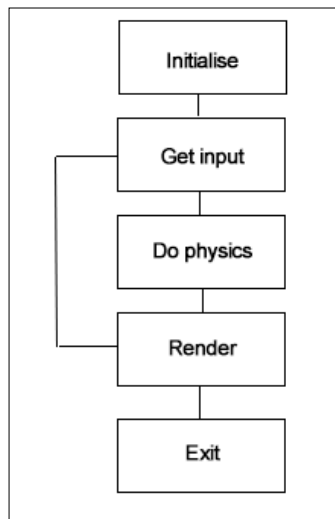 Initialise
Get input
Do physics
Render
Exit